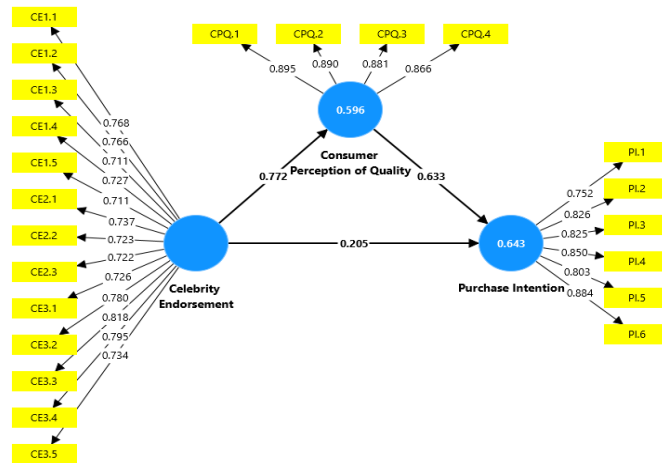 CE1.1
CE1.2
CE1.3
CE1.4
CE1.5
CE2.1
CE2.2
CE2.3
CE3.1
CE3.2
CE3.3
CE3.4
CE3.5
0.768
0.766
0.711
0.727
0.711
0.737
0.723
0.722
0.726
0.780
0.818
0.795
0.734
Celebrity
Endorsement
CPQ.1
CPQ.2
CPQ.3
CPQ.4
0.895
0.890
0.881
0.866
0.596
Consumer
Perception of Quality
0.772
0.633
0.205
0.643
Purchase Intention
0.752
0.826
0.825
0.850
0.803
0.884
PI.1
PI.2
PI.3
PI.4
PI.5
PI.6